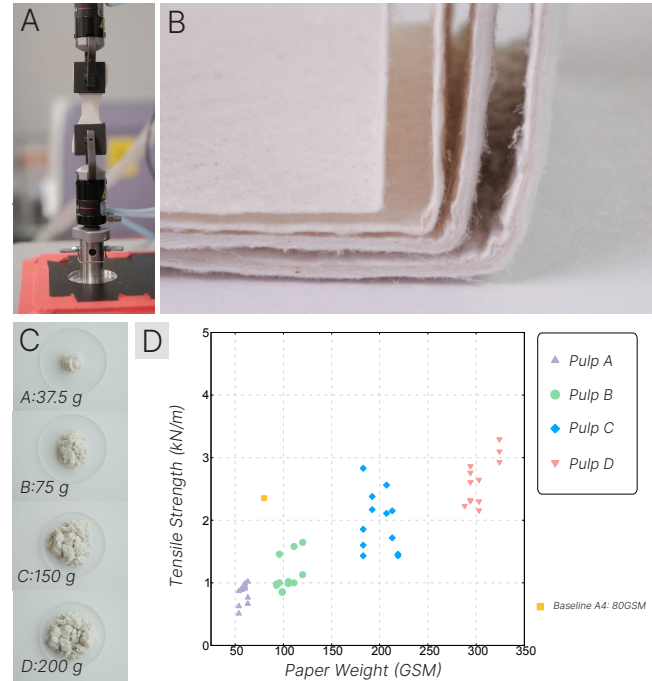 A
B
C
A:37.5 g
B:75 g
C:150 g
D:200 g
D
Tensile Strength (kN/m)
5
4
3
2
1
0
50
100
150
200
250
300
350
Paper Weight (GSM)
Pulp A
Pulp B
Pulp C
Pulp D
Baseline A4: 80GSM